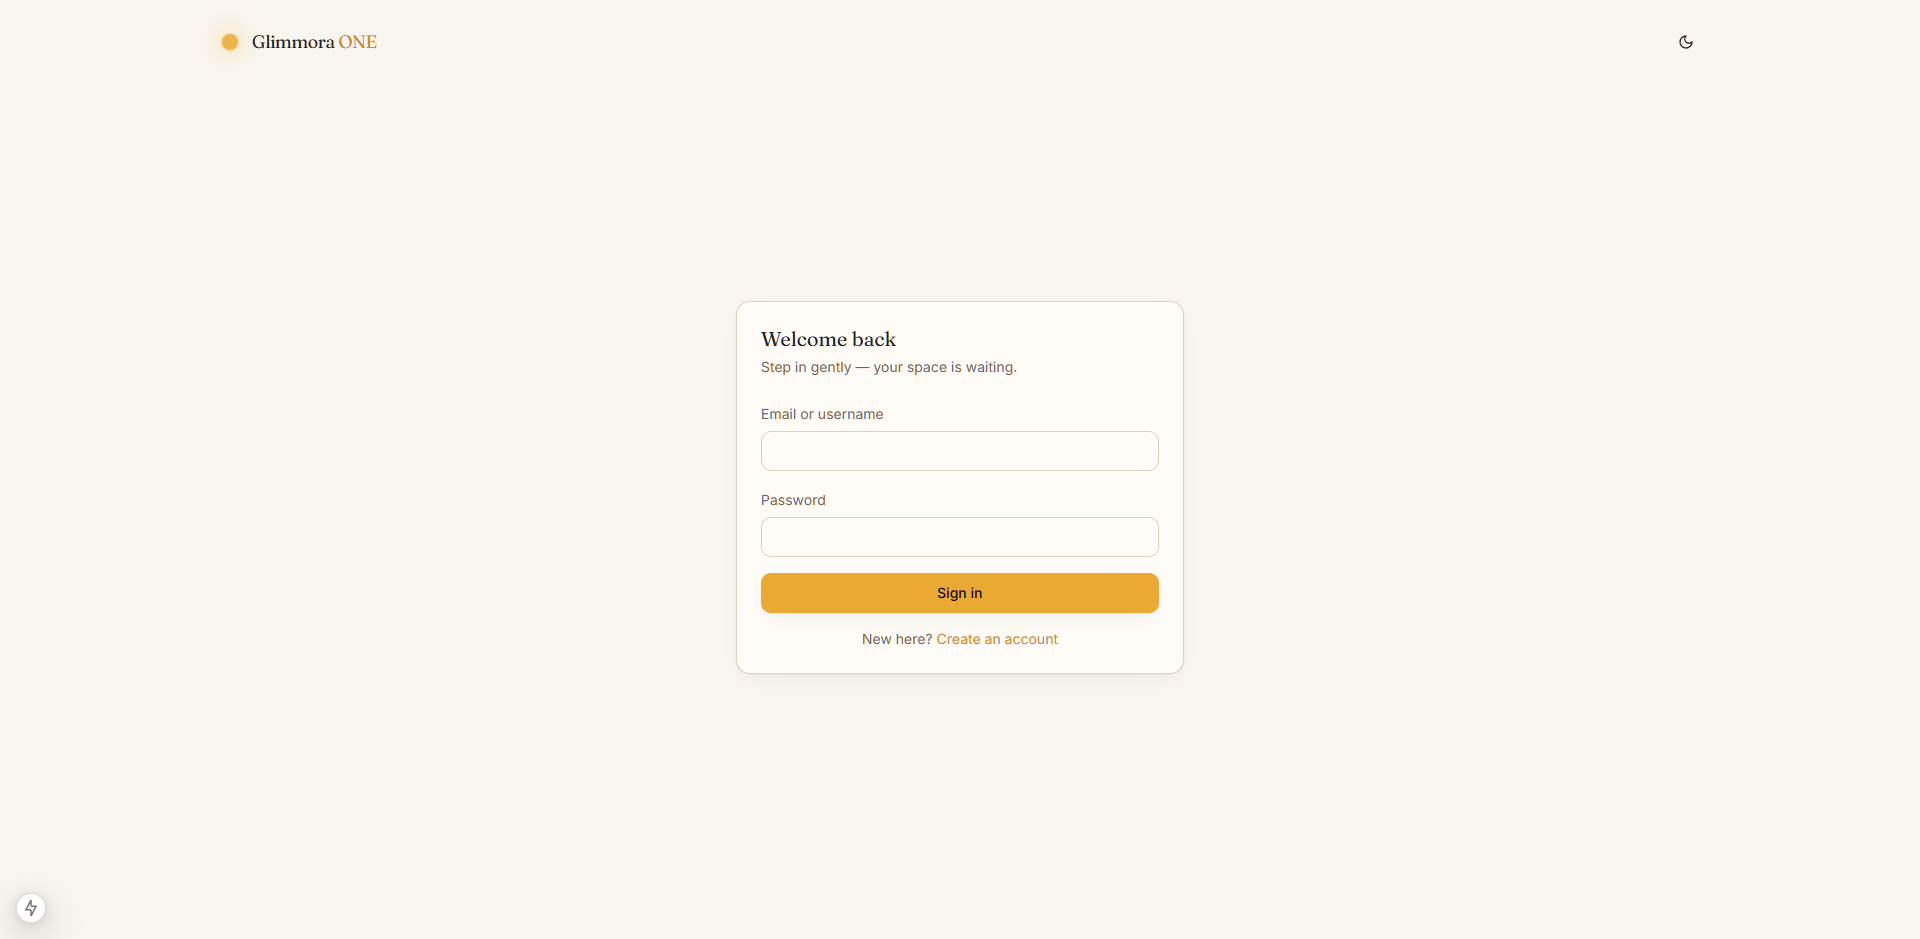 Glimmora ONE
Welcome back
Step in gently — your space is waiting.
Email or username
Password
Sign in
New here? Create an account